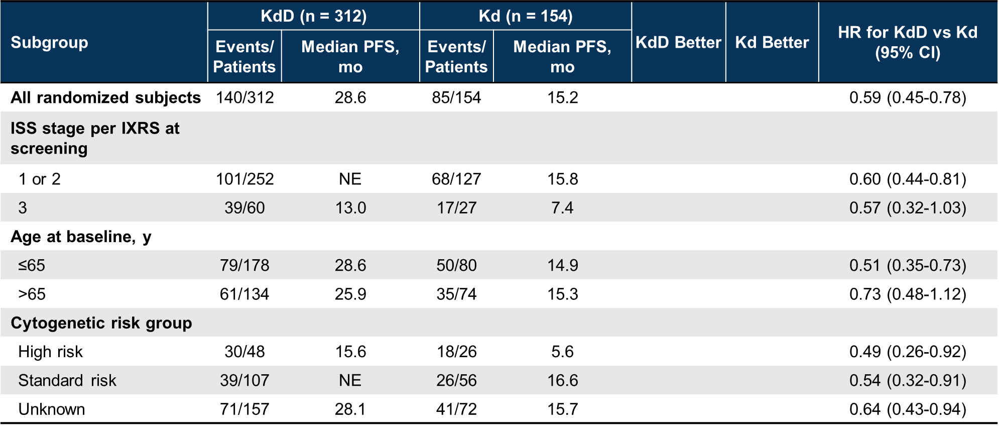 Subgroup
KdD (n = 312)
Kd (n = 154)
Events/
Patients
Median PFS,
mo
Events/
Patients
Median PFS,
mo
KdD Better
Kd Better
HR for KdD vs Kd
(95% CI)
All randomized subjects 140/312 28.6 85/154 15.2 0.59 (0.45-0.78)
ISS stage per IXRS at
screening
1 or 2 101/252 NE 68/127 15.8 0.60 (0.44-0.81)
3 39/60 13.0 17/27 7.4 0.57 (0.32-1.03)
Age at baseline, y
≤65 79/178 28.6 50/80 14.9 0.51 (0.35-0.73)
>65 61/134 25.9 35/74 15.3 0.73 (0.48-1.12)
Cytogenetic risk group
High risk 30/48 15.6 18/26 5.6 0.49 (0.26-0.92)
Standard risk 39/107 NE 26/56 16.6 0.54 (0.32-0.91)
Unknown 71/157 28.1 41/72 15.7 0.64 (0.43-0.94)